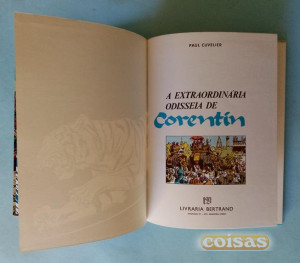 PAUL CUVELIER
A EXTRAORDINÁRIA
ODISSEIA DE
Corentin
LIVRARIA BERTRAND
coisas